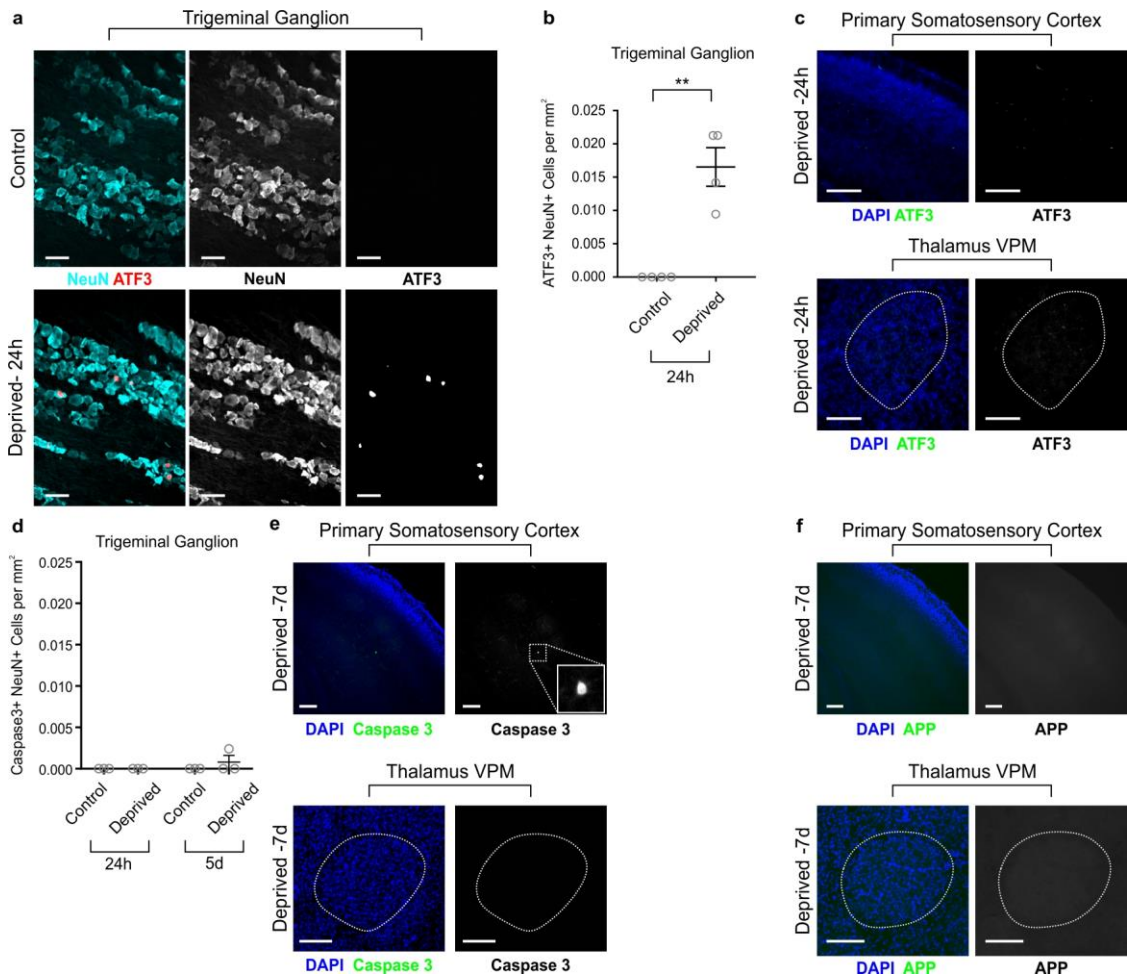 a
Trigeminal Ganglion
Control
NeuN ATF3
NeuN
ATF3
Deprived- 24h
b
Trigeminal Ganglion
**
ATF3+ NeuN+ Cells per mm²
0.025
0.020
0.015
0.010
0.005
0.000
Control
Deprived
24h
c
Primary Somatosensory Cortex
Deprived -24h
DAPI ATF3
ATF3
Thalamus VPM
Deprived -24h
DAPI ATF3
ATF3
d
Trigeminal Ganglion
Caspase3+ NeuN+ Cells per mm²
0.025
0.020
0.015
0.010
0.005
0.000
Control
Deprived
Control
Deprived
24h
5d
e
Primary Somatosensory Cortex
Deprived -7d
DAPI Caspase 3
Caspase 3
Thalamus VPM
Deprived -7d
DAPI Caspase 3
Caspase 3
f
Primary Somatosensory Cortex
Deprived -7d
DAPI APP
APP
Thalamus VPM
Deprived -7d
DAPI APP
APP